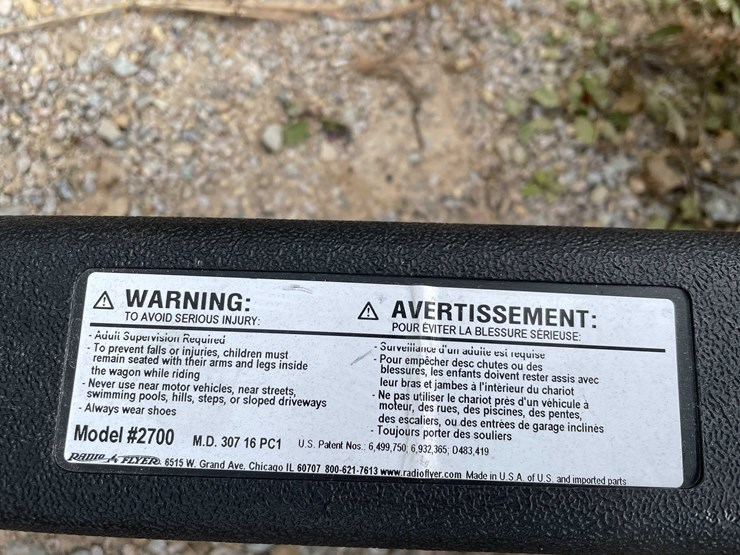 WARNING:
TO AVOID SERIOUS INJURY:
- Adult Supervision Required
- To prevent falls or injuries, children must
remain seated with their arms and legs inside
the wagon while riding
- Never use near motor vehicles, near streets,
swimming pools, hills, steps, or sloped driveways
- Always wear shoes
AVERTISSEMENT:
POUR ÉVITER LA BLESSURE SÉRIEUSE:
- Surveillance d'un adulte est requise
- Pour empêcher desc chutes ou des
blessures, les enfants doivent rester assis avec
leur bras et jambes à l'intérieur du chariot
- Ne pas utiliser le chariot près d'un véhicule à
moteur, des rues, des piscines, des pentes,
des escaliers, ou des entrées de garage inclinés
- Toujours porter des souliers
Model #2700 M.D. 307 16 PC1 U.S. Patent Nos.: 6,499,750, 6,932,365; D483,419
RADIO FLYER® 6515 W. Grand Ave. Chicago IL 60707 800-621-7613 www.radioflyer.com Made in U.S.A. of U.S. and imported parts